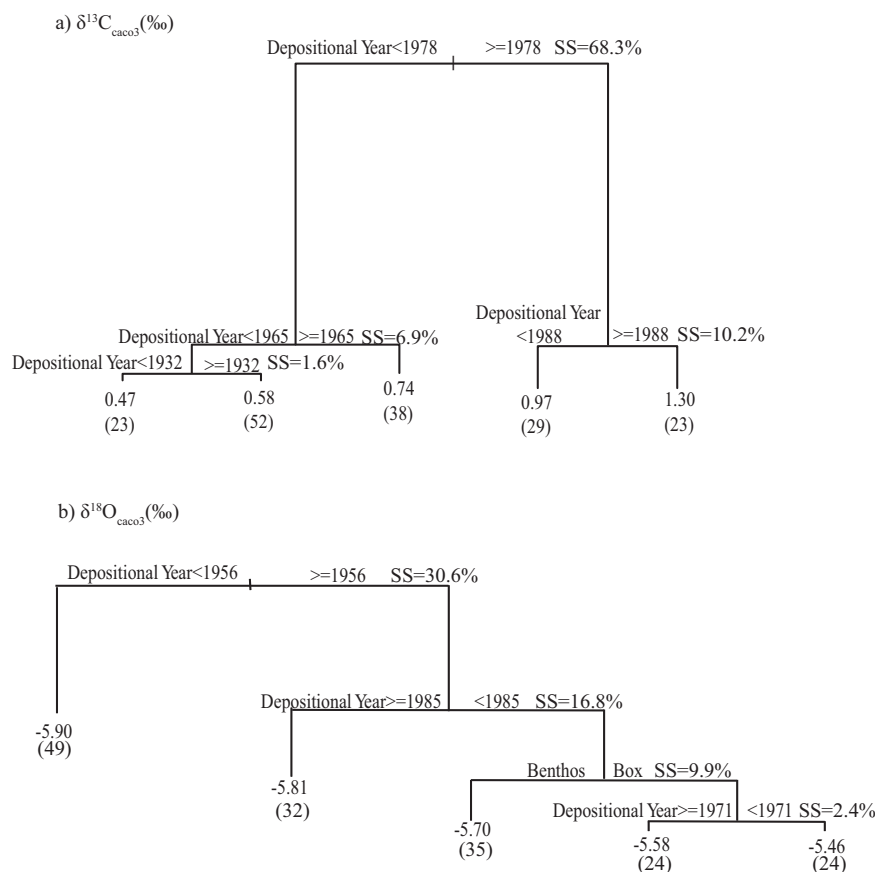 a) δ¹³C caco3 (‰)
Depositional Year<1978 >=1978 SS=68.3%
Depositional Year
Depositional Year<1965 >=1965 SS=6.9% <1988 >=1988 SS=10.2%
Depositional Year<1932 >=1932 SS=1.6%
0.47 0.58 0.74 0.97 1.30
(23) (52) (38) (29) (23)
b) δ¹⁸O caco3 (‰)
Depositional Year<1956 >=1956 SS=30.6%
Depositional Year>=1985 <1985 SS=16.8%
-5.90
(49)
Benthos Box SS=9.9%
-5.81
(32)
Depositional Year>=1971 <1971 SS=2.4%
-5.70 -5.58 -5.46
(35) (24) (24)